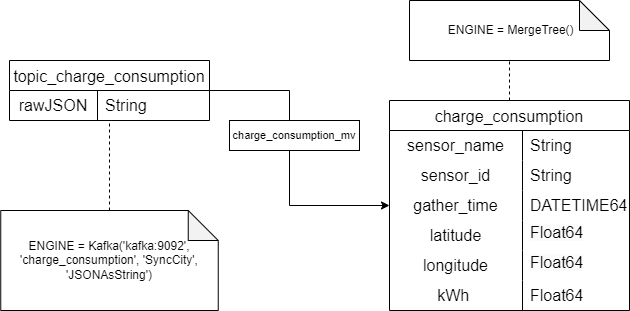 ENGINE = MergeTree()
topic_charge_consumption
rawJSON String
charge_consumption_mv
charge_consumption
sensor_name String
sensor_id String
gather_time DATETIME64
latitude Float64
longitude Float64
kWh Float64
ENGINE = Kafka('kafka:9092',
'charge_consumption', 'SyncCity',
'JSONAsString')